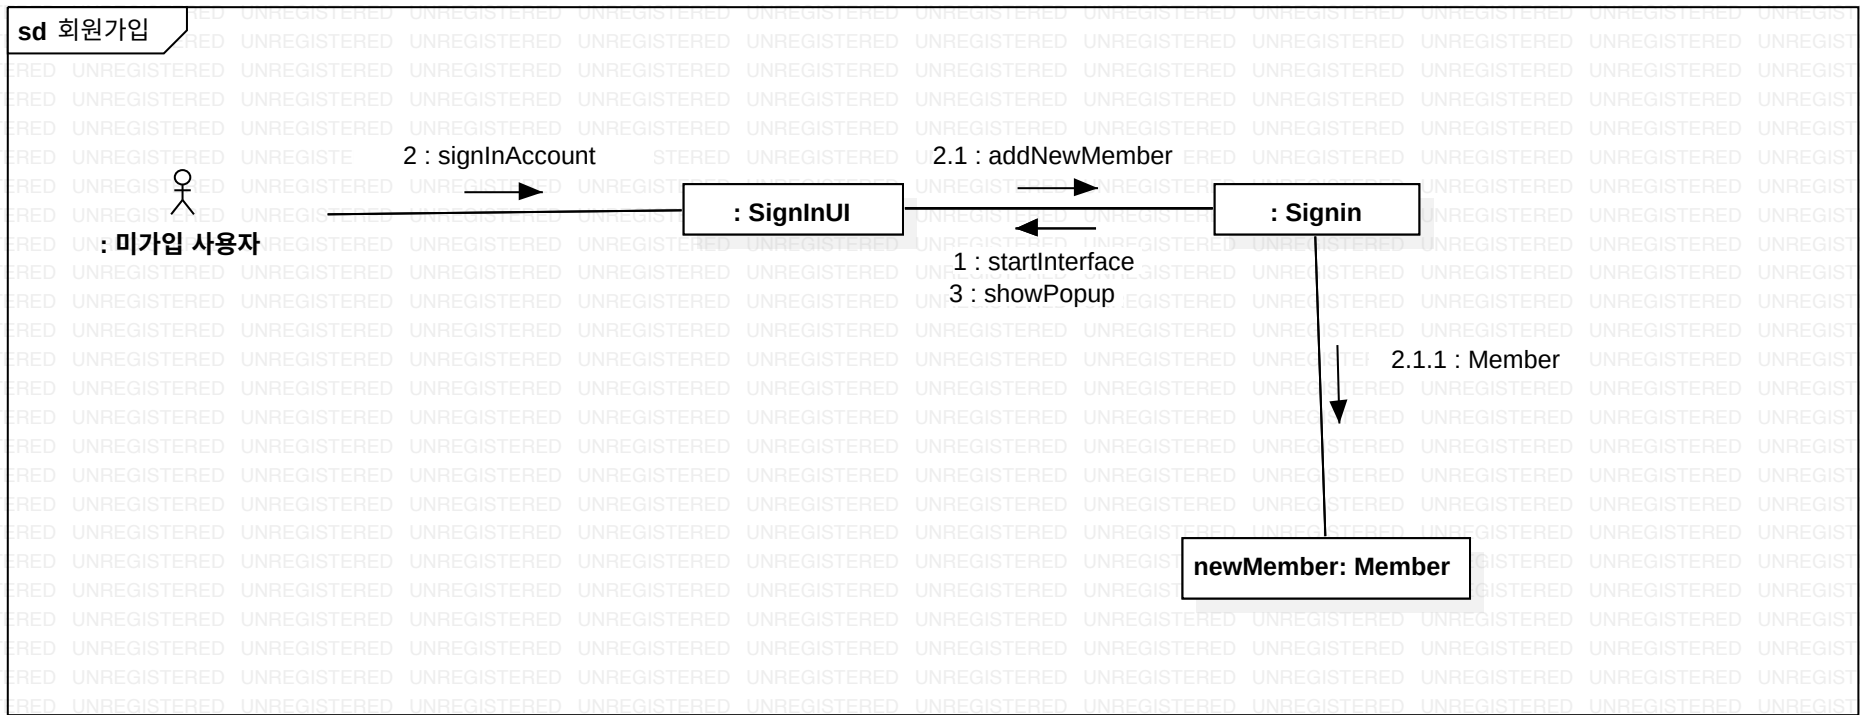 sd 회원가입
2 : signInAccount
2.1 : addNewMember
: SignInUI
: Signin
: 미가입 사용자
1 : startInterface
3 : showPopup
2.1.1 : Member
newMember: Member
UNREGISTERED